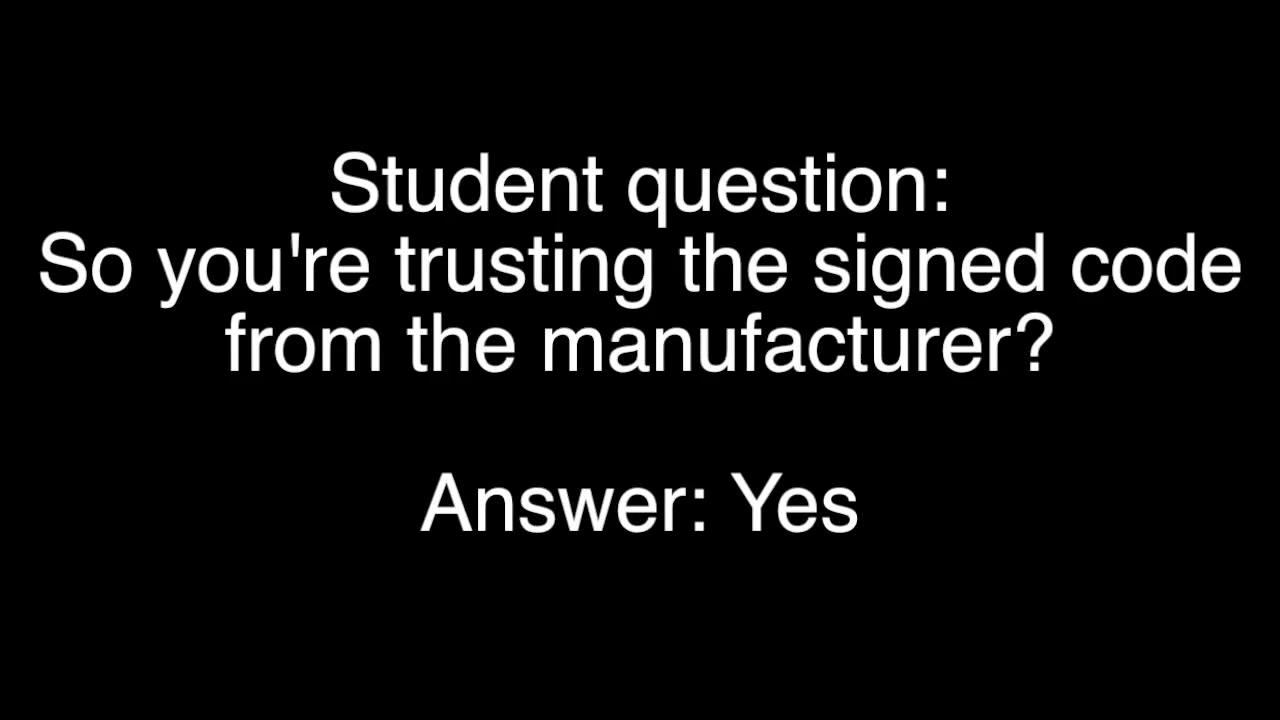 Student question:
So you're trusting the signed code
from the manufacturer?
Answer: Yes